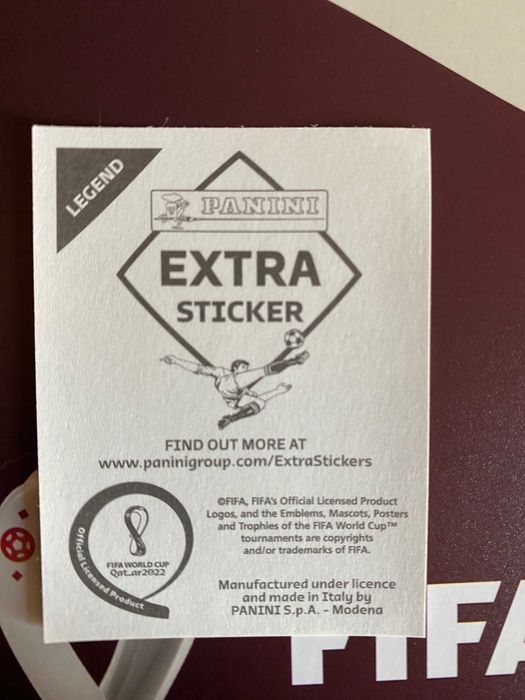 LEGEND
PANINI
EXTRA
STICKER
FIND OUT MORE AT
www.paninigroup.com/ExtraStickers
©FIFA, FIFA's Official Licensed Product
Logos, and the Emblems, Mascots, Posters
and Trophies of the FIFA World Cup™
tournaments are copyrights
and/or trademarks of FIFA.
FIFA WORLD CUP
Qat_ar2022
Official Licensed Product
Manufactured under licence
and made in Italy by
PANINI S.p.A. - Modena
FIFA